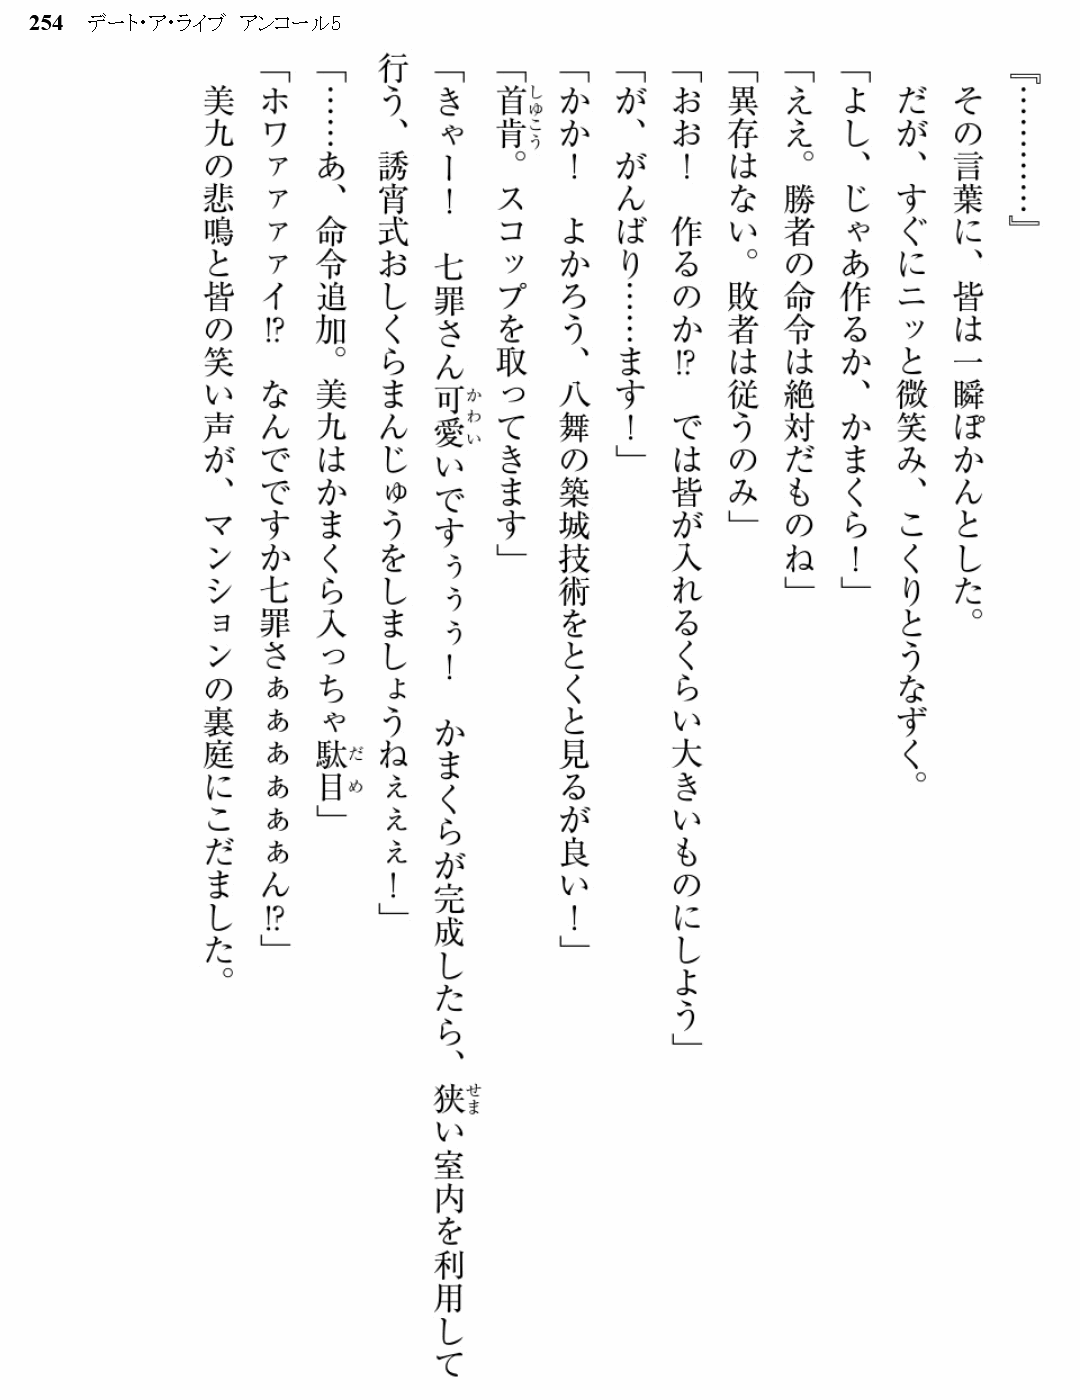 254 デート・ア・ライブ アンコール5
『…………』
その言葉に、皆は一瞬ぽかんとした。
だが、すぐにニッと微笑み、こくりとうなずく。
「よし、じゃあ作るか、かまくら！」
「ええ。勝者の命令は絶対だものね」
「異存はない。敗者は従うのみ」
「おお！　作るのか⁉　では皆が入れるくらい大きいものにしよう」
「が、がんばり……ます！」
「かか！　よかろう、八舞の築城技術をとくと見るが良い！」
「首肯。スコップを取ってきます」
「きゃー！　七罪さん可愛いですぅぅぅ！　かまくらが完成したら、狭い室内を利用して
行う、誘宵式おしくらまんじゅうをしましょうねぇぇぇ！」
「……あ、命令追加。美九はかまくら入っちゃ駄目」
「ホワァァァァイ⁉　なんでですか七罪さぁぁぁぁぁぁん⁉」
美九の悲鳴と皆の笑い声が、マンションの裏庭にこだました。